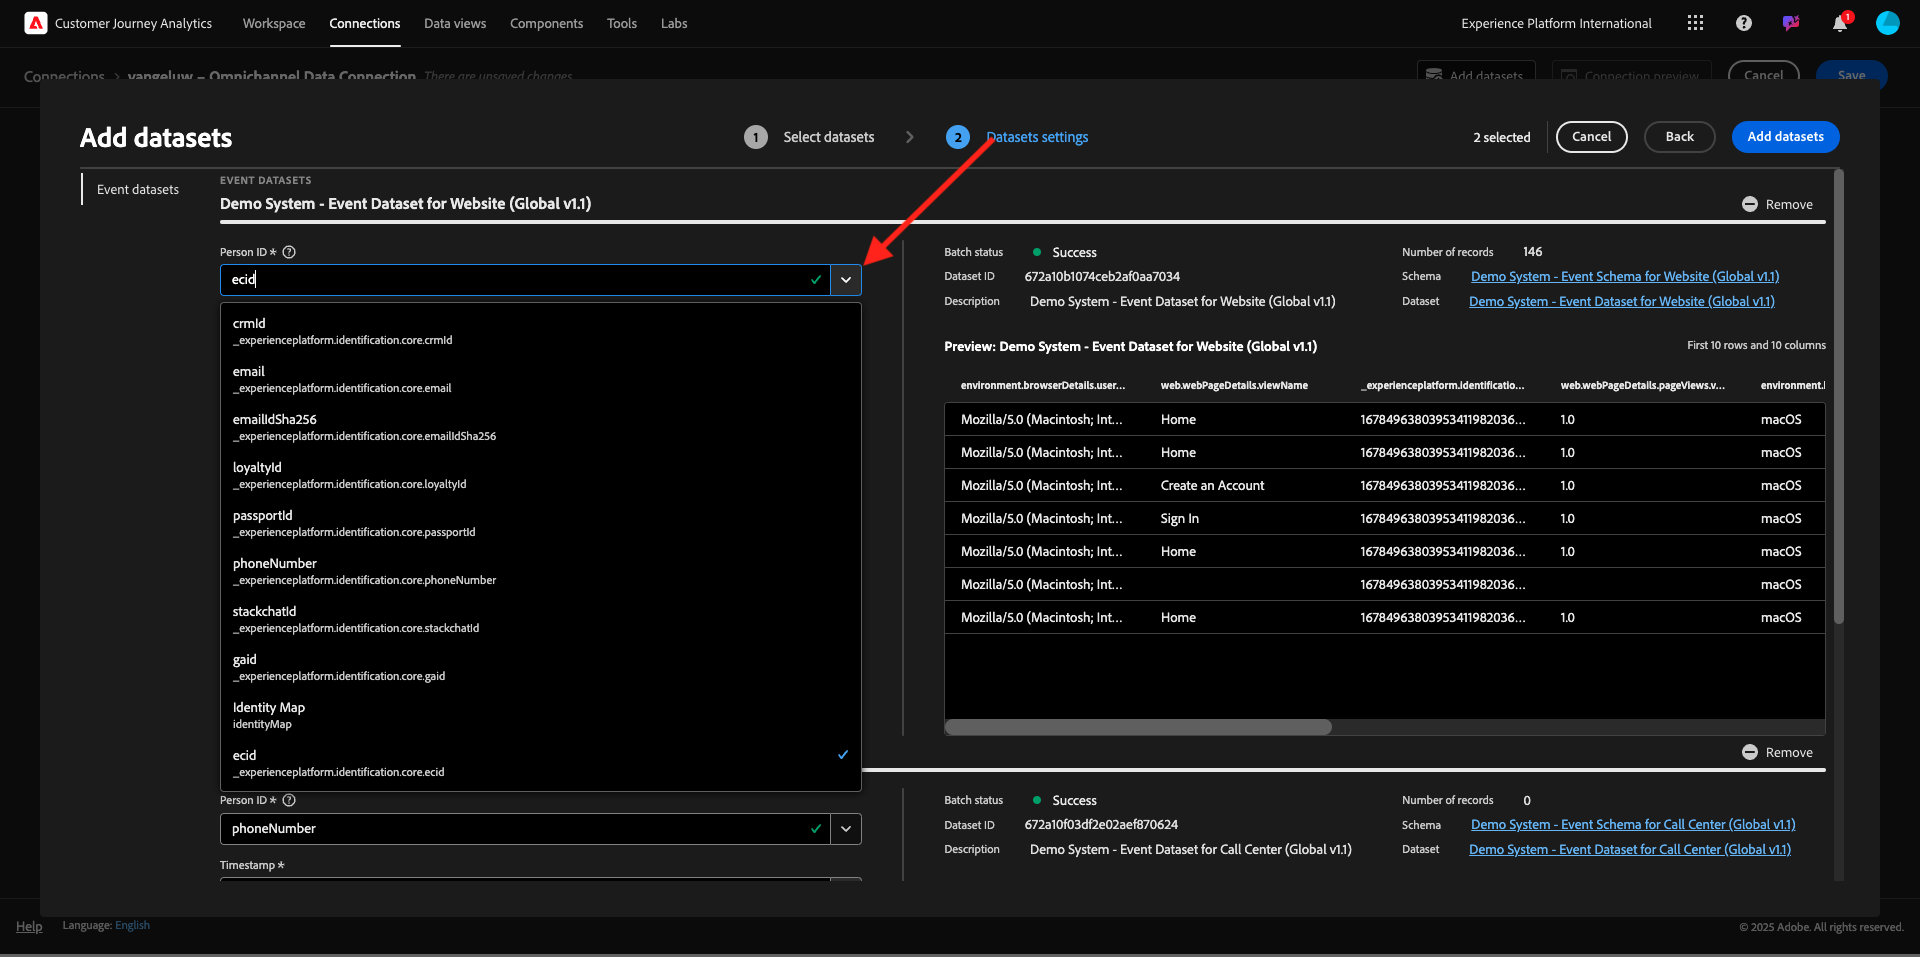 Customer Journey Analytics
Workspace
Connections
Data views
Components
Tools
Labs
Experience Platform International
1
Connections > vangeluw – Omnichannel Data Connection There are unsaved changes
Add datasets
Connection preview
Cancel
Save
Add datasets
1 Select datasets
2 Datasets settings
2 selected
Cancel
Back
Add datasets
Event datasets
EVENT DATASETS
Demo System - Event Dataset for Website (Global v1.1)
Remove
Person ID *
ecid
crmId
_experienceplatform.identification.core.crmId
email
_experienceplatform.identification.core.email
emailIdSha256
_experienceplatform.identification.core.emailIdSha256
loyaltyId
_experienceplatform.identification.core.loyaltyId
passportId
_experienceplatform.identification.core.passportId
phoneNumber
_experienceplatform.identification.core.phoneNumber
stackchatId
_experienceplatform.identification.core.stackchatId
gaid
_experienceplatform.identification.core.gaid
Identity Map
identityMap
ecid
_experienceplatform.identification.core.ecid
Batch status Success
Number of records 146
Dataset ID 672a10b1074ceb2af0aa7034
Schema Demo System - Event Schema for Website (Global v1.1)
Description Demo System - Event Dataset for Website (Global v1.1)
Dataset Demo System - Event Dataset for Website (Global v1.1)
Preview: Demo System - Event Dataset for Website (Global v1.1)
First 10 rows and 10 columns
environment.browserDetails.user... web.webPageDetails.viewName _experienceplatform.identificatio... web.webPageDetails.pageViews.v... environment.
Mozilla/5.0 (Macintosh; Int... Home 16784963803953411982036... 1.0 macOS
Mozilla/5.0 (Macintosh; Int... Home 16784963803953411982036... 1.0 macOS
Mozilla/5.0 (Macintosh; Int... Create an Account 16784963803953411982036... 1.0 macOS
Mozilla/5.0 (Macintosh; Int... Sign In 16784963803953411982036... 1.0 macOS
Mozilla/5.0 (Macintosh; Int... Home 16784963803953411982036... 1.0 macOS
Mozilla/5.0 (Macintosh; Int... 16784963803953411982036... macOS
Mozilla/5.0 (Macintosh; Int... Home 16784963803953411982036... 1.0 macOS
Remove
Person ID *
phoneNumber
Timestamp *
Batch status Success
Number of records 0
Dataset ID 672a10f03df2e02aef870624
Schema Demo System - Event Schema for Call Center (Global v1.1)
Description Demo System - Event Dataset for Call Center (Global v1.1)
Dataset Demo System - Event Dataset for Call Center (Global v1.1)
Help
Language: English
© 2025 Adobe. All rights reserved.